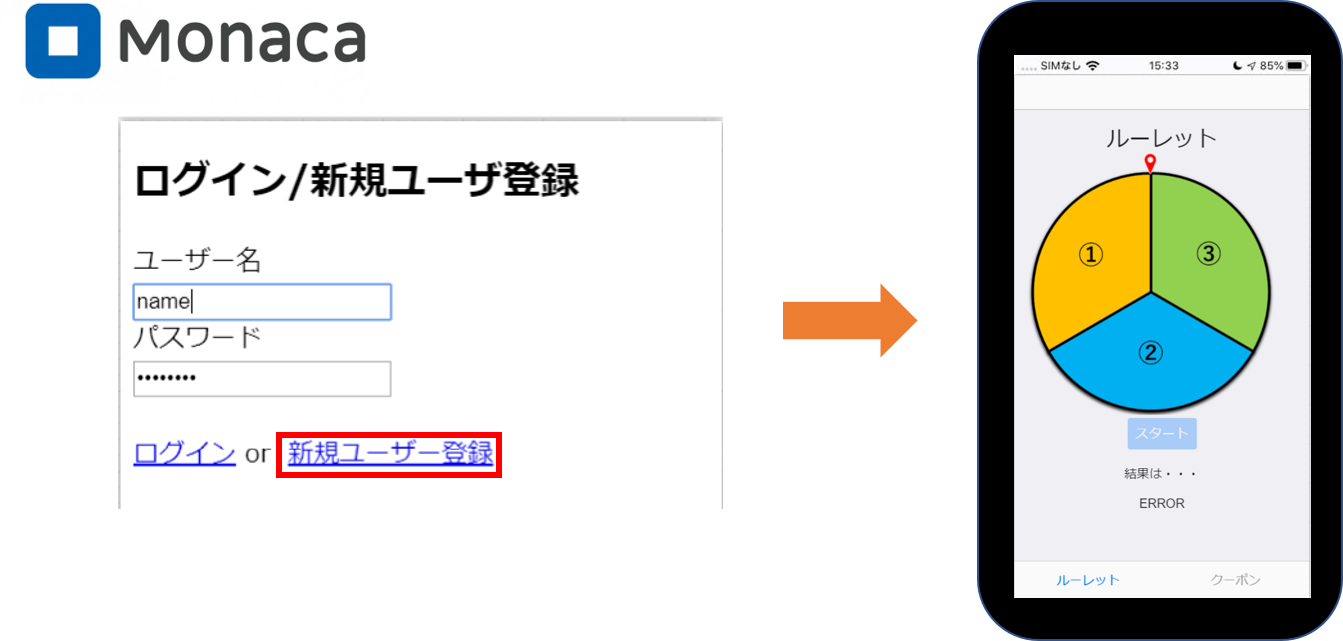 Monaca
ログイン/新規ユーザ登録
ユーザー名
name
パスワード
••••••••
ログイン or 新規ユーザー登録
SIMなし 15:33 85%
ルーレット
①
③
②
スタート
結果は・・・
ERROR
ルーレット クーポン